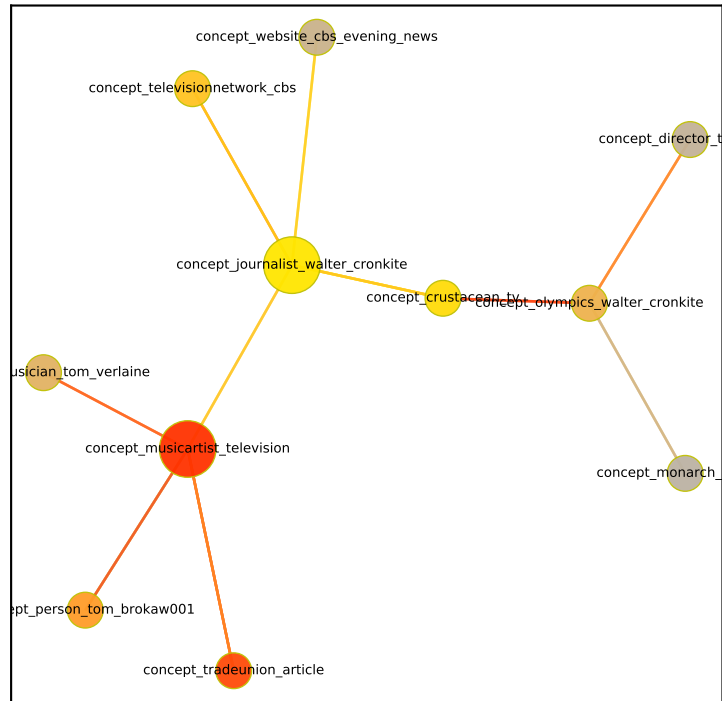 concept_website_cbs_evening_news
concept_televisionnetwork_cbs
concept_director_t
concept_journalist_walter_cronkite
concept_crustacean_tv
concept_olympics_walter_cronkite
usician_tom_verlaine
concept_musicartist_television
concept_monarch_
ept_person_tom_brokaw001
concept_tradeunion_article